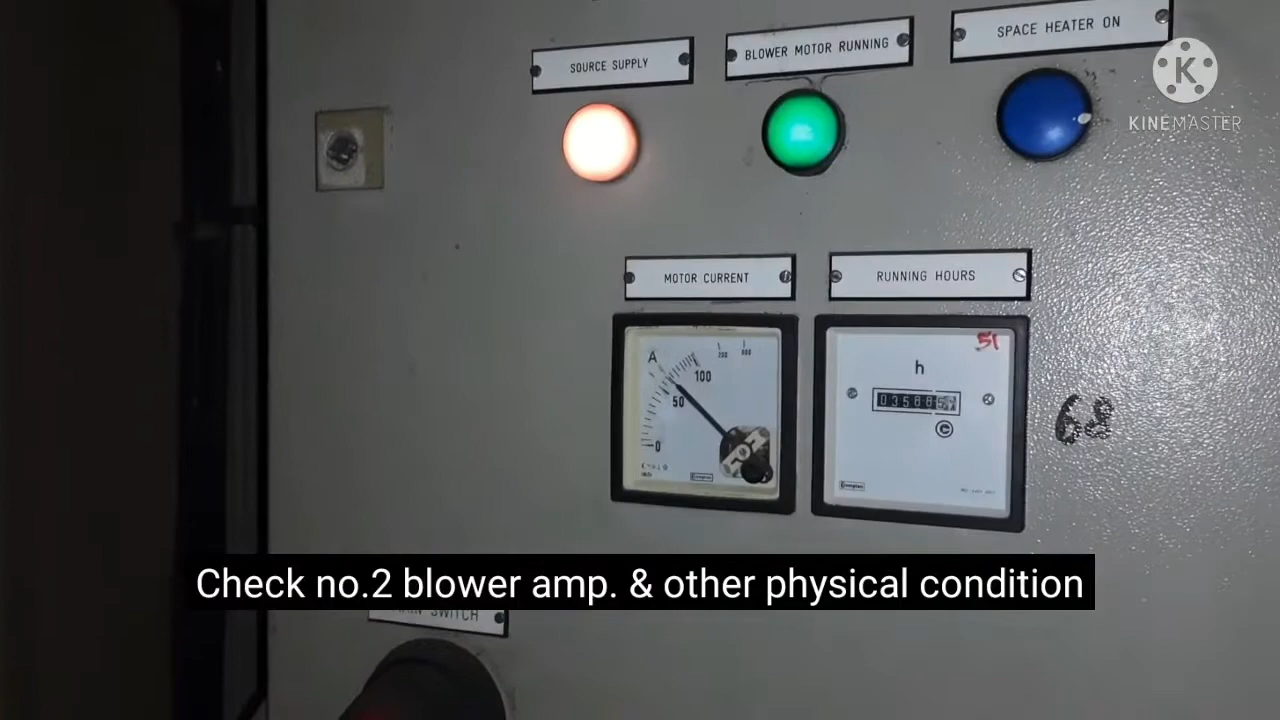 SOURCE SUPPLY
BLOWER MOTOR RUNNING
SPACE HEATER ON
K
KINEMASTER
MOTOR CURRENT
RUNNING HOURS
A
100
50
0
h
51
68
Check no.2 blower amp. & other physical condition
SWITCH